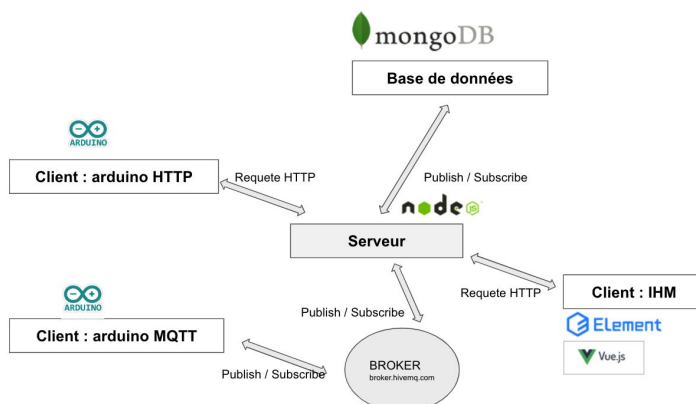 mongoDB
Base de données
ARDUINO
Client : arduino HTTP
Requete HTTP
Publish / Subscribe
node JS
Serveur
ARDUINO
Client : arduino MQTT
Publish / Subscribe
Requete HTTP
Client : IHM
Element
Vue.js
BROKER
broker.hivemq.com
Publish / Subscribe